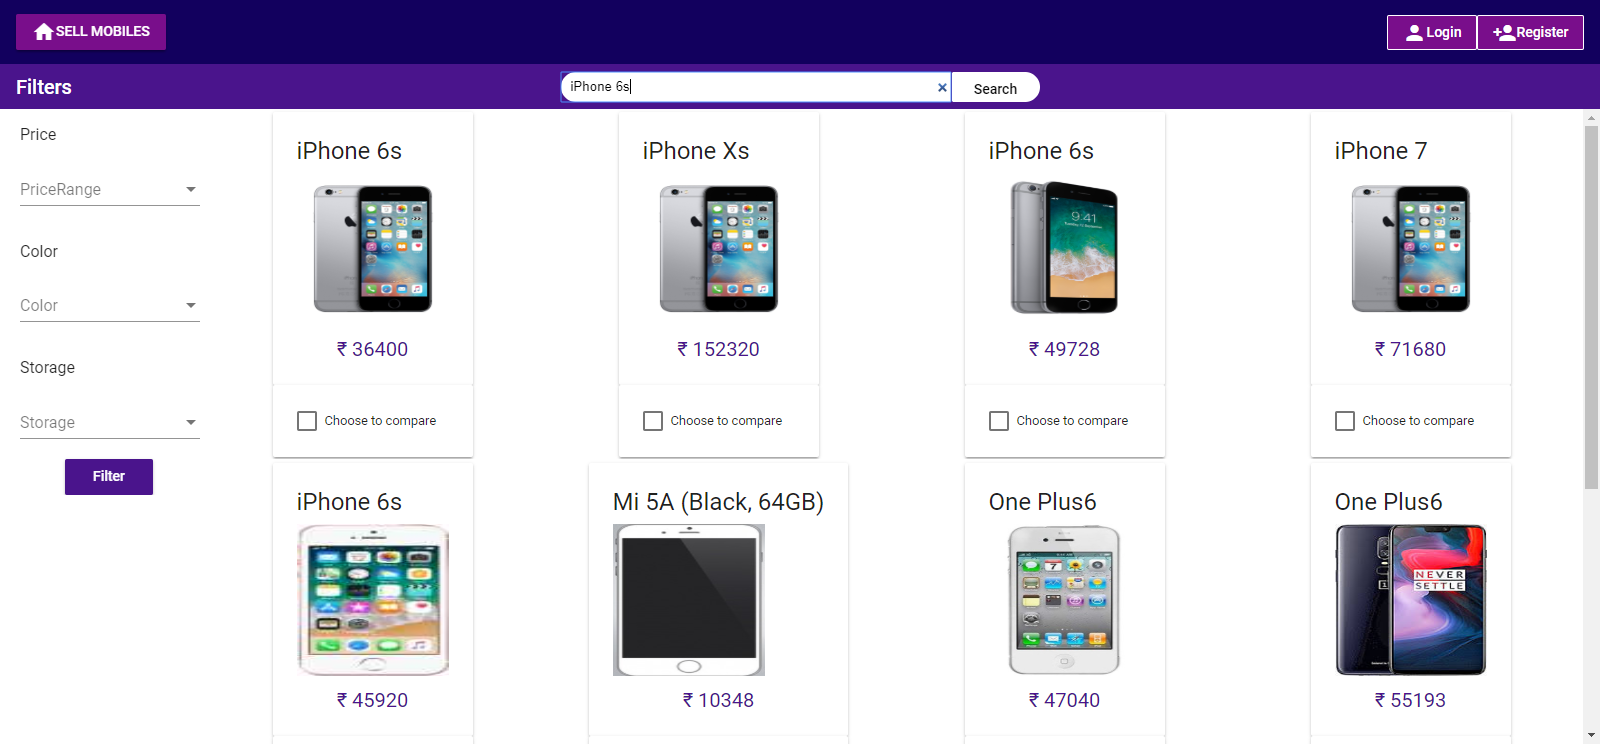 SELL MOBILES
Login
Register
Filters
iPhone 6s
×
Search
Price
PriceRange
Color
Color
Storage
Storage
Filter
iPhone 6s
iPhone Xs
iPhone 6s
iPhone 7
9:41
₹ 36400
₹ 152320
₹ 49728
₹ 71680
Choose to compare
Choose to compare
Choose to compare
Choose to compare
iPhone 6s
Mi 5A (Black, 64GB)
One Plus6
One Plus6
NEVER
SETTLE
₹ 45920
₹ 10348
₹ 47040
₹ 55193